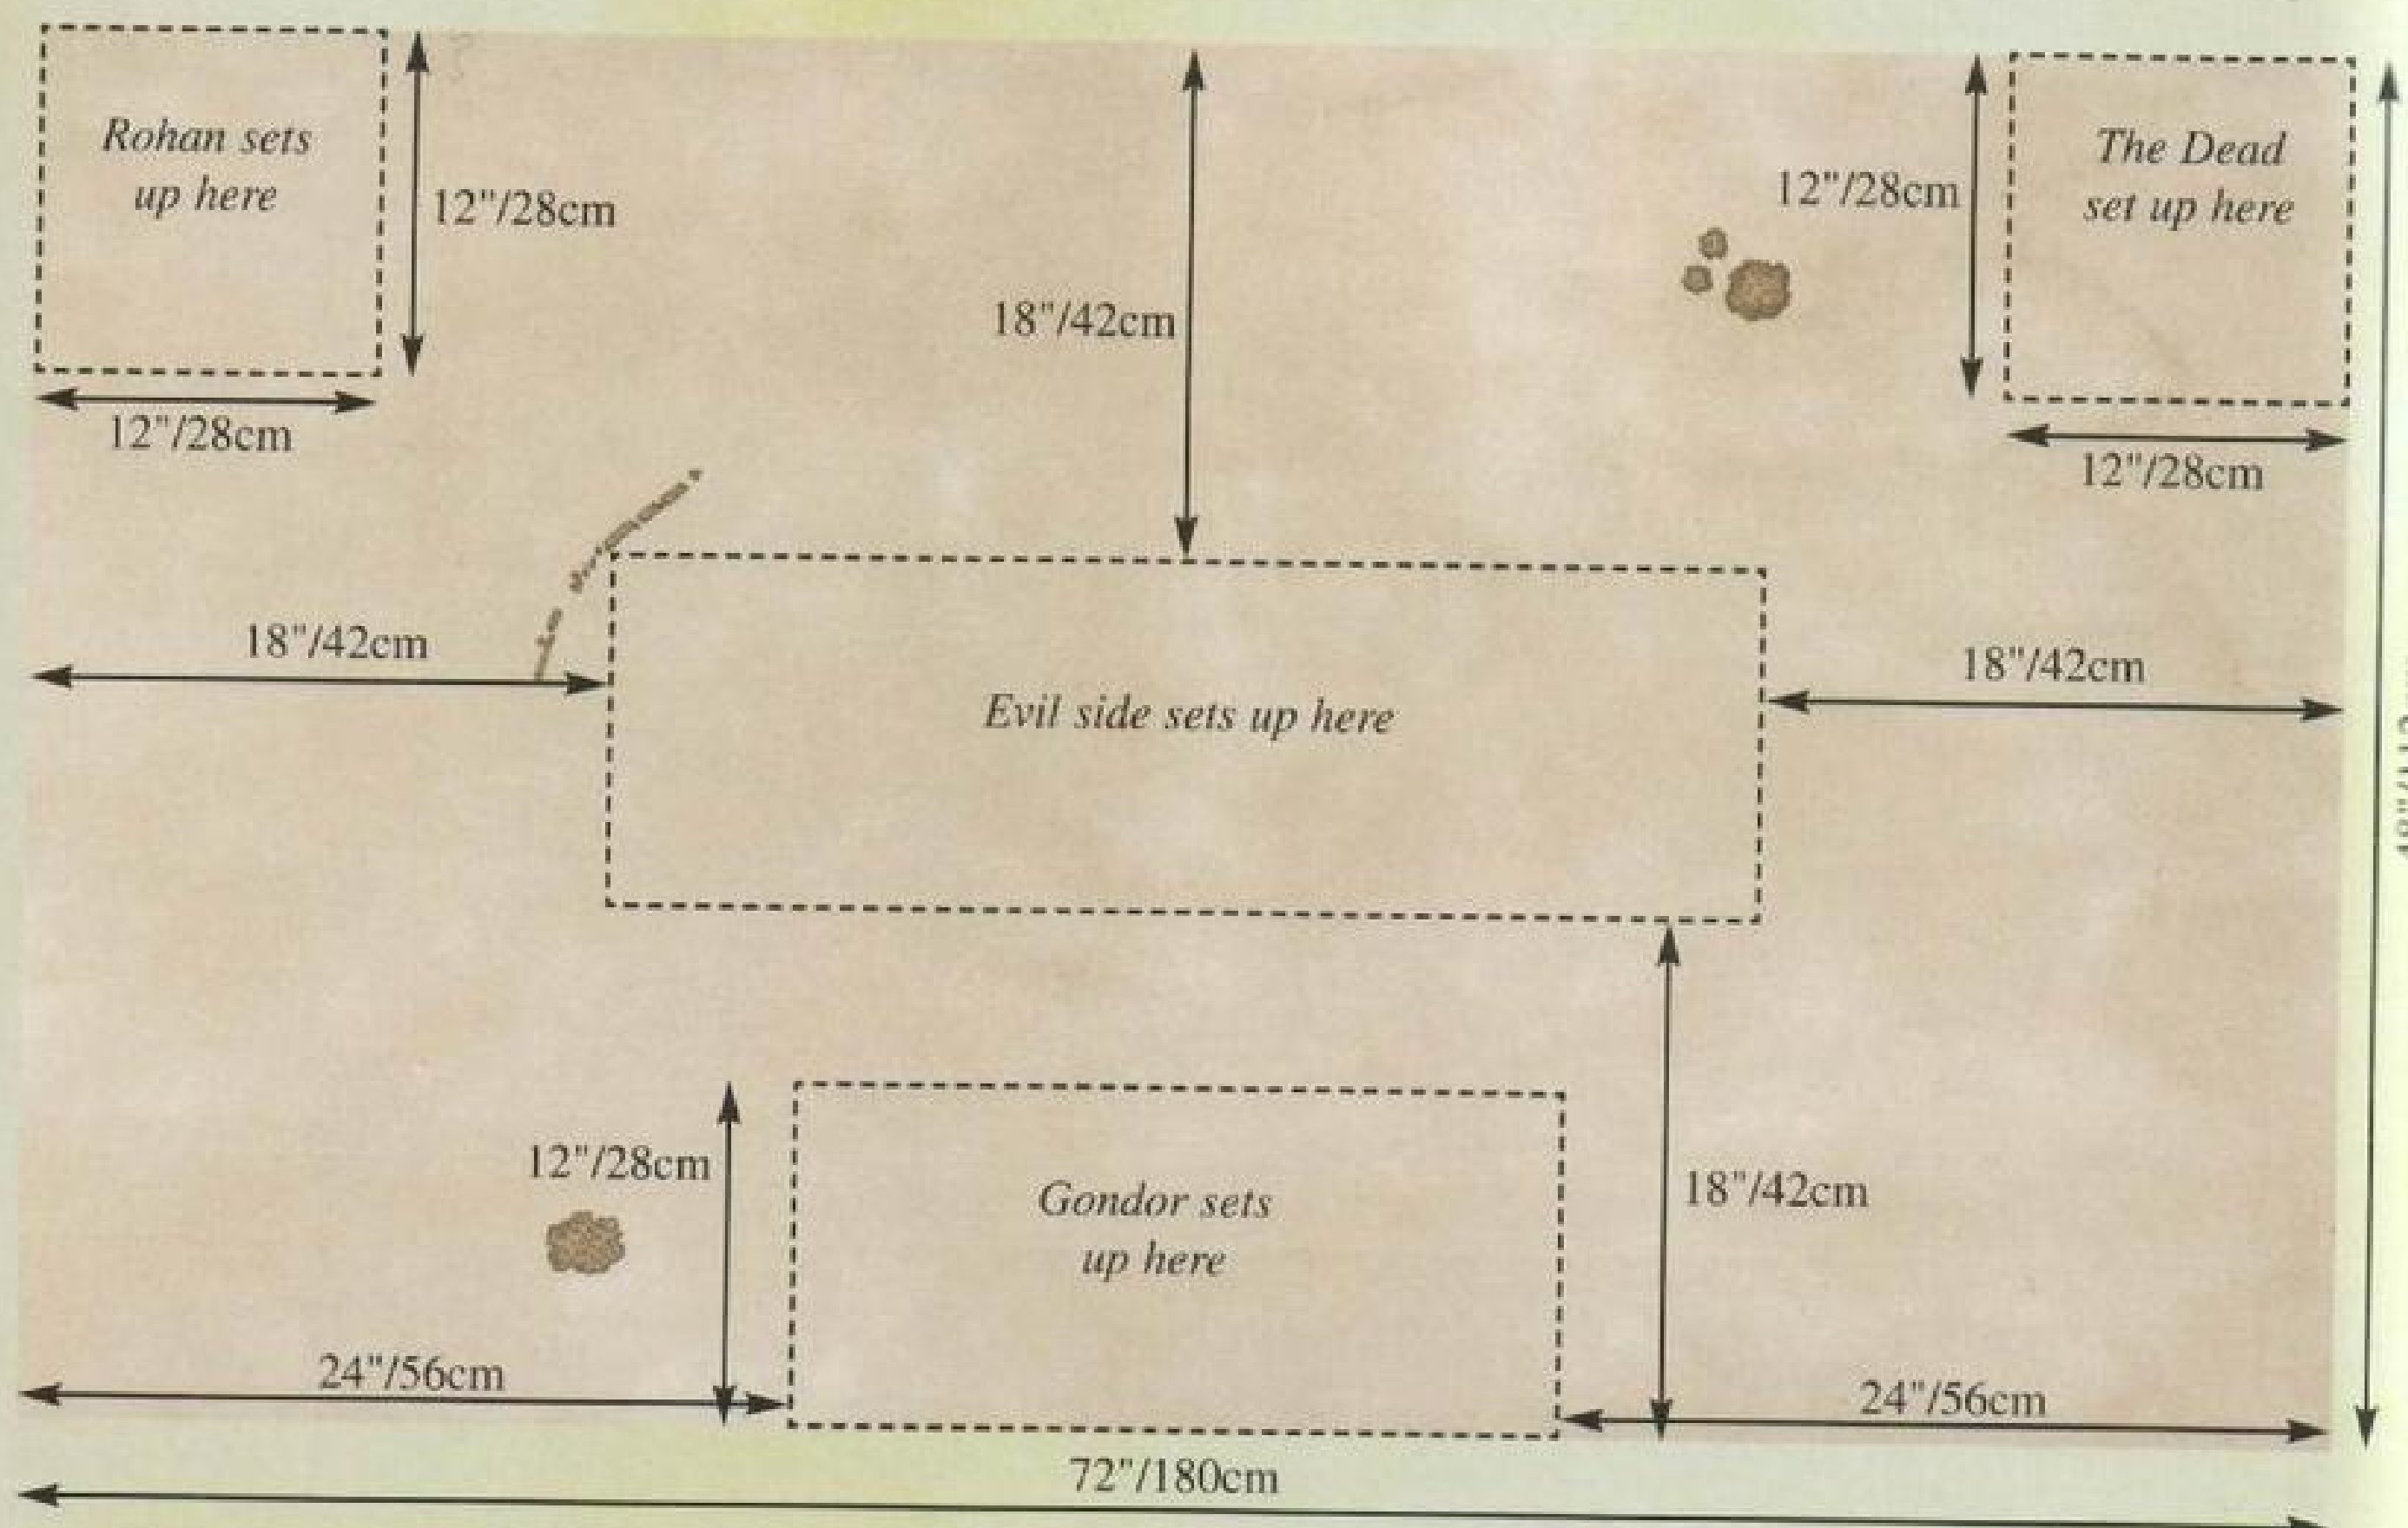 Rohan sets
up here
12"/28cm
12"/28cm
18"/42cm
12"/28cm
The Dead
set up here
12"/28cm
18"/42cm
Evil side sets up here
18"/42cm
12"/28cm
Gondor sets
up here
18"/42cm
24"/56cm
24"/56cm
72"/180cm